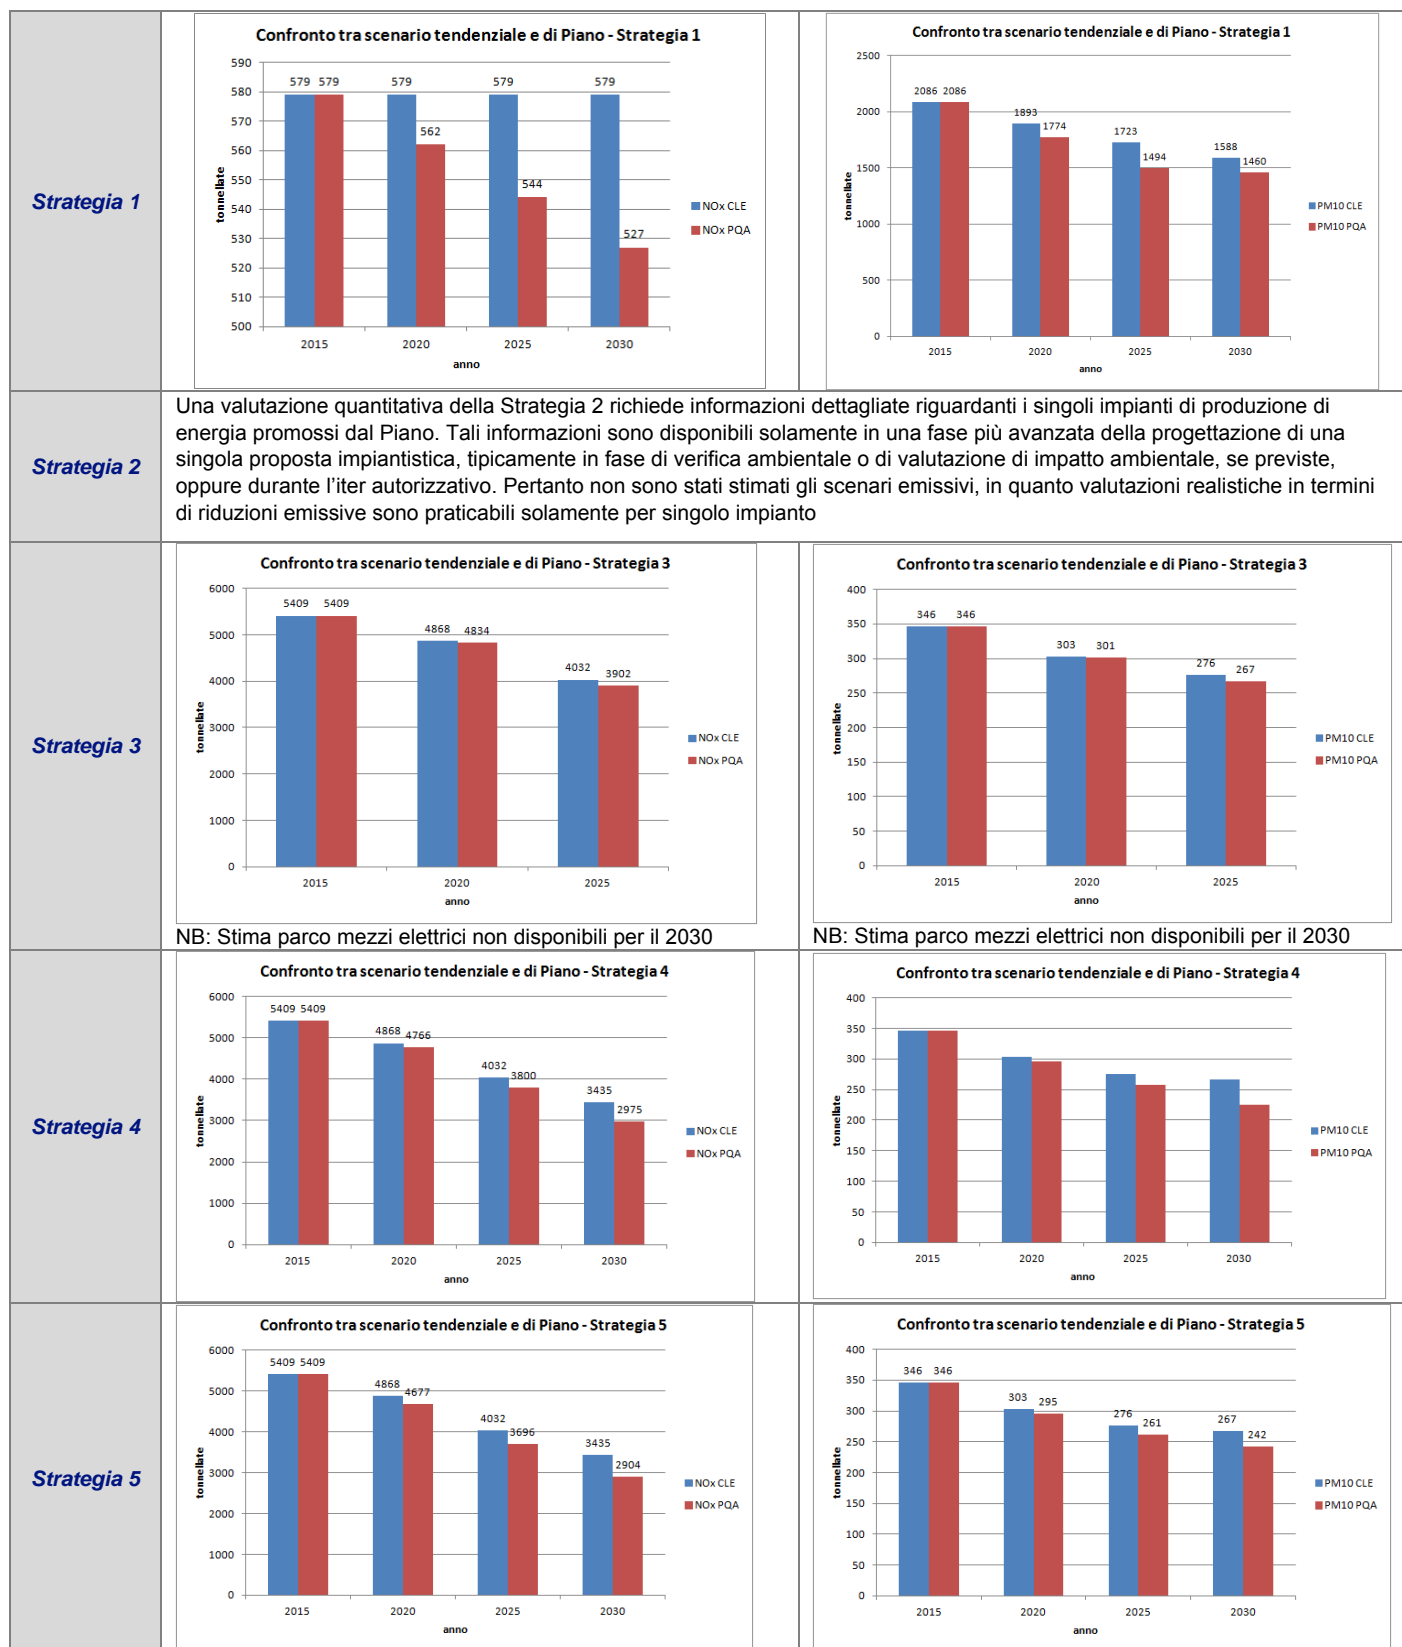 Strategia 1
Confronto tra scenario tendenziale e di Piano - Strategia 1
590
580
570
560
550
540
530
520
510
500
tonnellate
579 579
579
562
579
544
579
527
2015 2020 2025 2030
anno
NOx CLE
NOx PQA
Confronto tra scenario tendenziale e di Piano - Strategia 1
2500
2000
1500
1000
500
0
tonnellate
2086 2086
1893
1774
1723
1494
1588
1460
2015 2020 2025 2030
anno
PM10 CLE
PM10 PQA
Strategia 2
Una valutazione quantitativa della Strategia 2 richiede informazioni dettagliate riguardanti i singoli impianti di produzione di
energia promossi dal Piano. Tali informazioni sono disponibili solamente in una fase più avanzata della progettazione di una
singola proposta impiantistica, tipicamente in fase di verifica ambientale o di valutazione di impatto ambientale, se previste,
oppure durante l'iter autorizzativo. Pertanto non sono stati stimati gli scenari emissivi, in quanto valutazioni realistiche in termini
di riduzioni emissive sono praticabili solamente per singolo impianto
Strategia 3
Confronto tra scenario tendenziale e di Piano - Strategia 3
6000
5000
4000
3000
2000
1000
0
tonnellate
5409 5409
4868 4834
4032
3902
2015 2020 2025
anno
NOx CLE
NOx PQA
NB: Stima parco mezzi elettrici non disponibili per il 2030
Confronto tra scenario tendenziale e di Piano - Strategia 3
400
350
300
250
200
150
100
50
0
tonnellate
346 346
303 301
276
267
2015 2020 2025
anno
PM10 CLE
PM10 PQA
NB: Stima parco mezzi elettrici non disponibili per il 2030
Strategia 4
Confronto tra scenario tendenziale e di Piano - Strategia 4
6000
5000
4000
3000
2000
1000
0
tonnellate
5409 5409
4868
4766
4032
3800
3435
2975
2015 2020 2025 2030
anno
NOx CLE
NOx PQA
Confronto tra scenario tendenziale e di Piano - Strategia 4
400
350
300
250
200
150
100
50
0
tonnellate
2015 2020 2025 2030
anno
PM10 CLE
PM10 PQA
Strategia 5
Confronto tra scenario tendenziale e di Piano - Strategia 5
6000
5000
4000
3000
2000
1000
0
tonnellate
5409 5409
4868
4677
4032
3696
3435
2904
2015 2020 2025 2030
anno
NOx CLE
NOx PQA
Confronto tra scenario tendenziale e di Piano - Strategia 5
400
350
300
250
200
150
100
50
0
tonnellate
346 346
303
295
276
261
267
242
2015 2020 2025 2030
anno
PM10 CLE
PM10 PQA